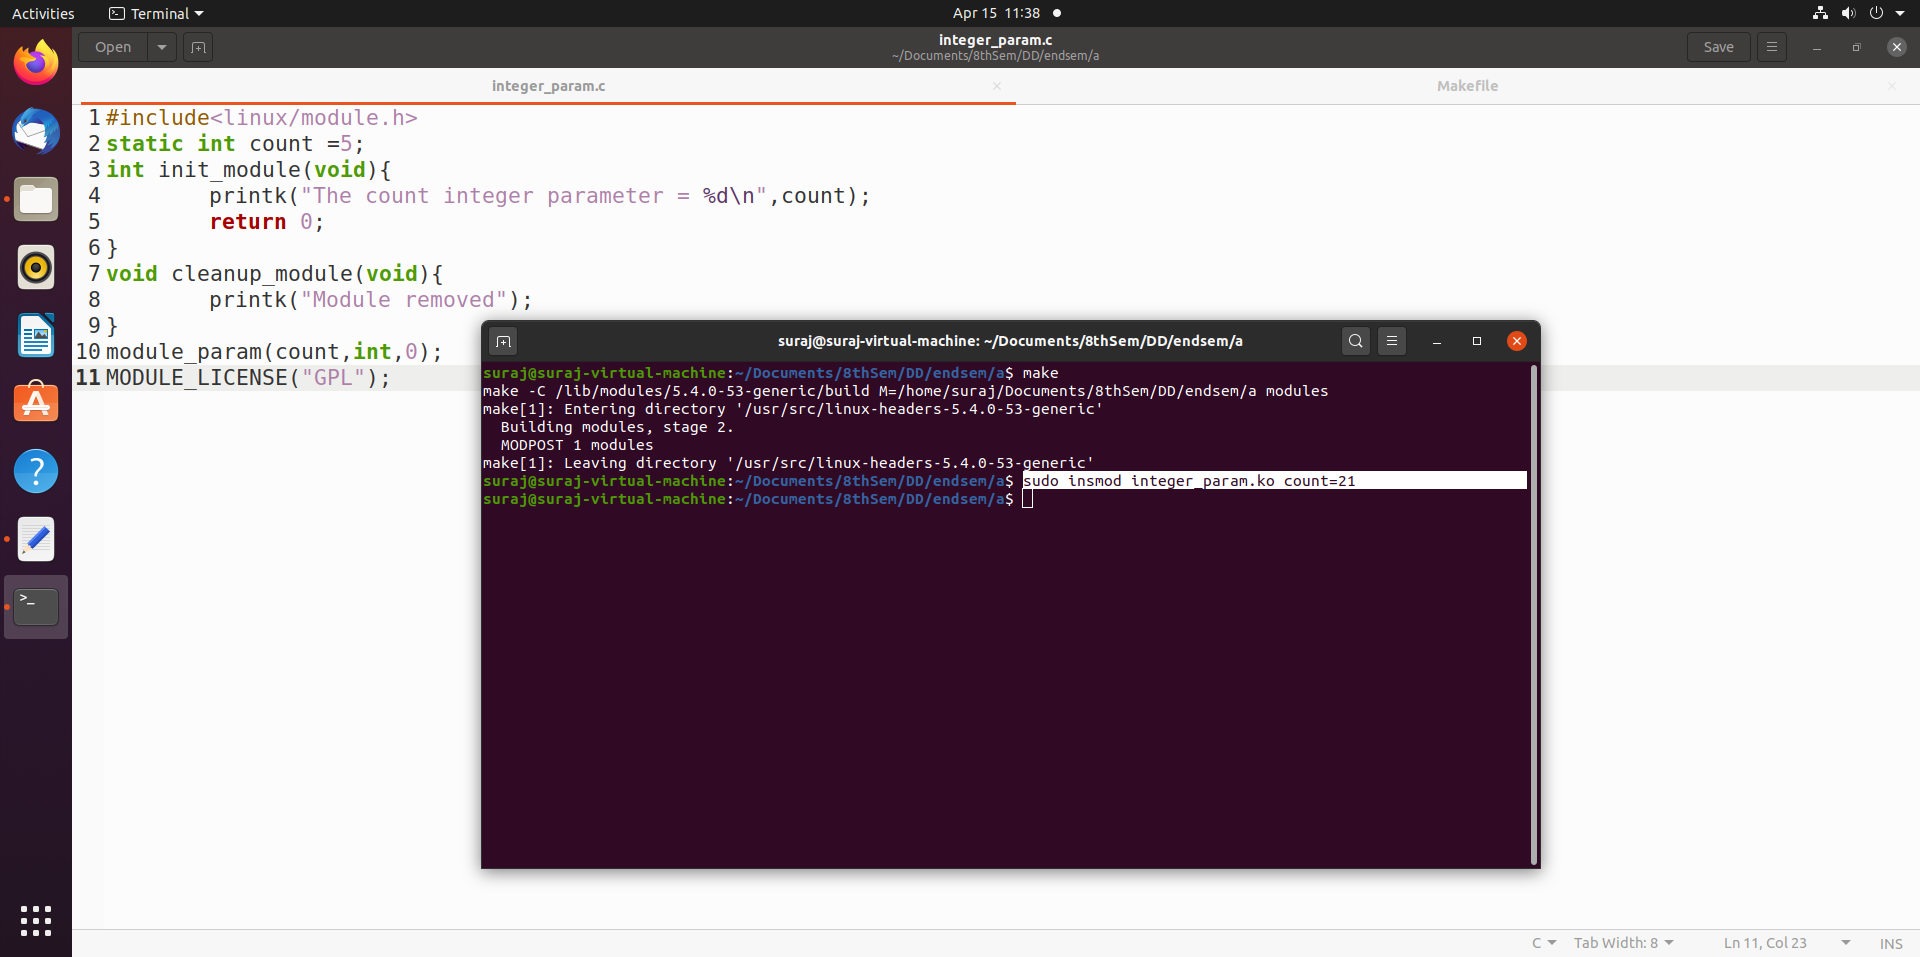 Activities
Terminal
Apr 15 11:38
Open
integer_param.c
~/Documents/8thSem/DD/endsem/a
Save
integer_param.c
Makefile
1 #include<linux/module.h>
2 static int count =5;
3 int init_module(void){
4 printk("The count integer parameter = %d\n",count);
5 return 0;
6 }
7 void cleanup_module(void){
8 printk("Module removed");
9 }
10 module_param(count,int,0);
11 MODULE_LICENSE("GPL");
suraj@suraj-virtual-machine: ~/Documents/8thSem/DD/endsem/a
suraj@suraj-virtual-machine:~/Documents/8thSem/DD/endsem/a$ make
make -C /lib/modules/5.4.0-53-generic/build M=/home/suraj/Documents/8thSem/DD/endsem/a modules
make[1]: Entering directory '/usr/src/linux-headers-5.4.0-53-generic'
  Building modules, stage 2.
  MODPOST 1 modules
make[1]: Leaving directory '/usr/src/linux-headers-5.4.0-53-generic'
suraj@suraj-virtual-machine:~/Documents/8thSem/DD/endsem/a$ sudo insmod integer_param.ko count=21
suraj@suraj-virtual-machine:~/Documents/8thSem/DD/endsem/a$
C
Tab Width: 8
Ln 11, Col 23
INS